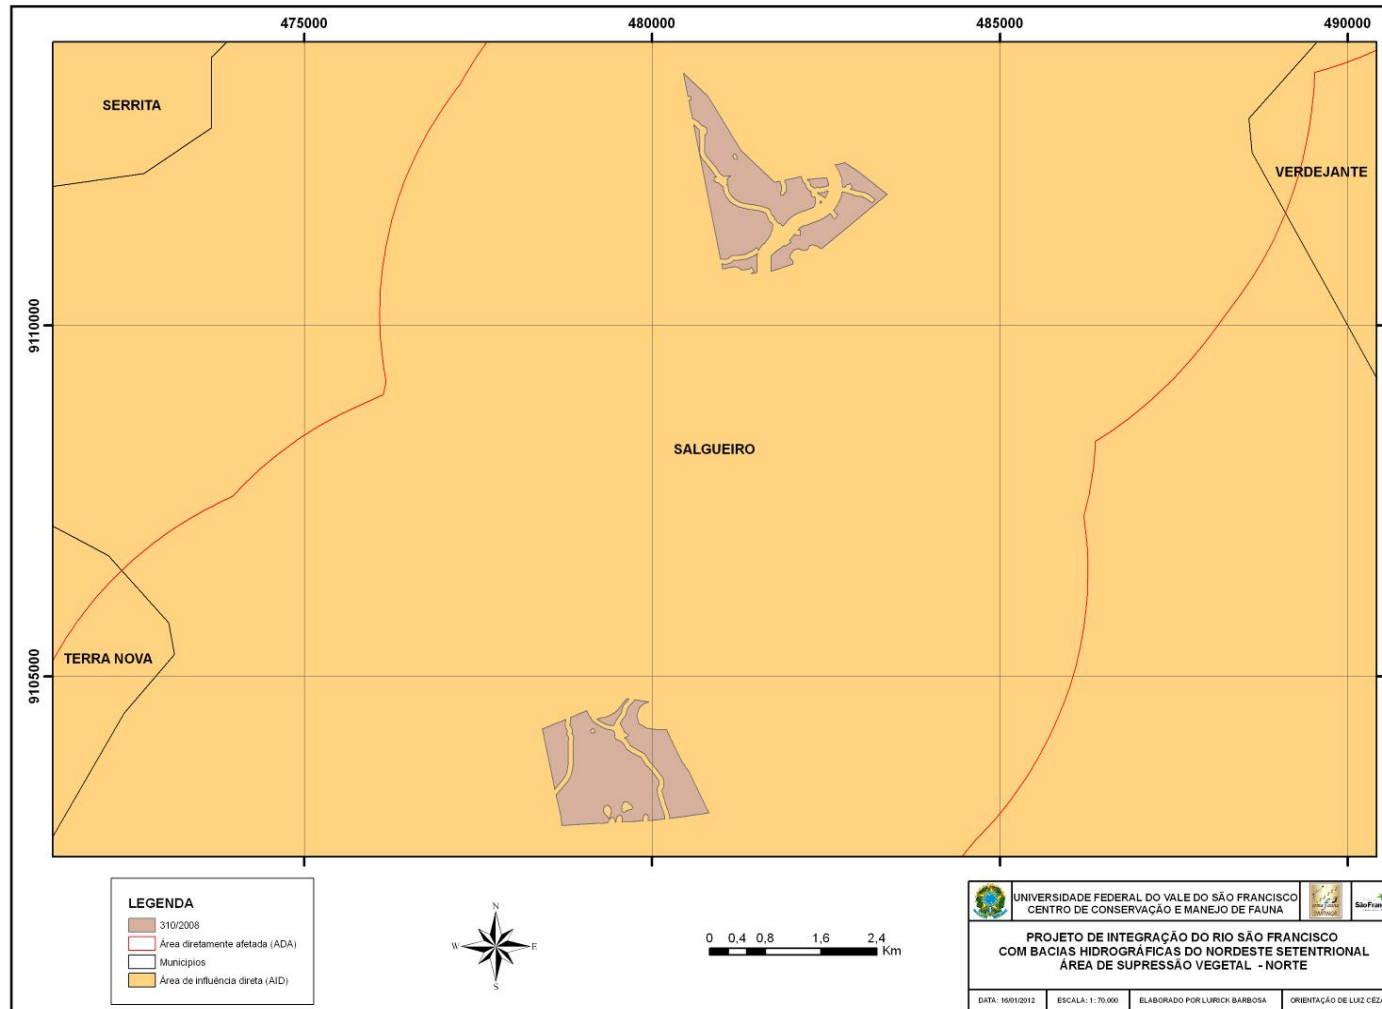 475000
480000
485000
490000
SERRITA
VERDEJANTE
9110000
SALGUEIRO
TERRA NOVA
9105000
LEGENDA
310/2008
Área diretamente afetada (ADA)
Municipios
Área de influência direta (AID)
N
W
E
S
0 0,4 0,8 1,6 2,4
Km
UNIVERSIDADE FEDERAL DO VALE DO SÃO FRANCISCO
CENTRO DE CONSERVAÇÃO E MANEJO DE FAUNA
PROJETO DE INTEGRAÇÃO DO RIO SÃO FRANCISCO
COM BACIAS HIDROGRÁFICAS DO NORDESTE SETENTRIONAL
ÁREA DE SUPRESSÃO VEGETAL - NORTE
DATA: 16/01/2012
ESCALA: 1: 70.000
ELABORADO POR LUIRICK BARBOSA
ORIENTAÇÃO DE LUIZ